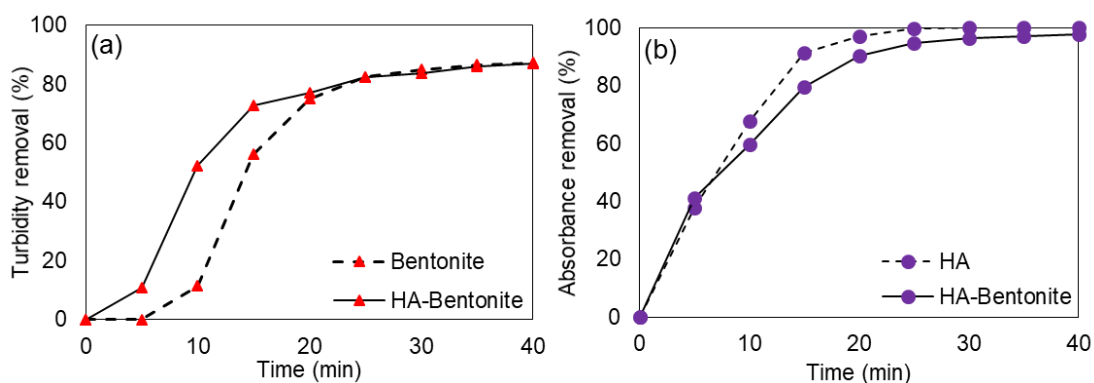 (a)
Turbidity removal (%)
100
80
60
40
20
0
0 10 20 30 40
Time (min)
Bentonite
HA-Bentonite
(b)
Absorbance removal (%)
100
80
60
40
20
0
0 10 20 30 40
Time (min)
HA
HA-Bentonite